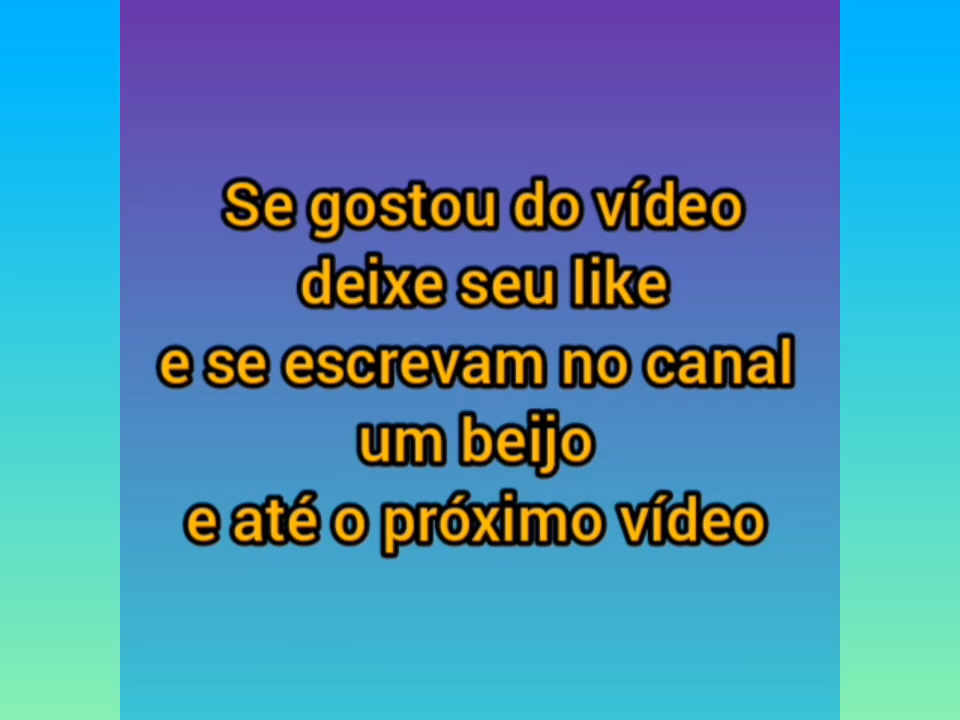 Se gostou do vídeo
deixe seu like
e se escrevam no canal
um beijo
e até o próximo vídeo